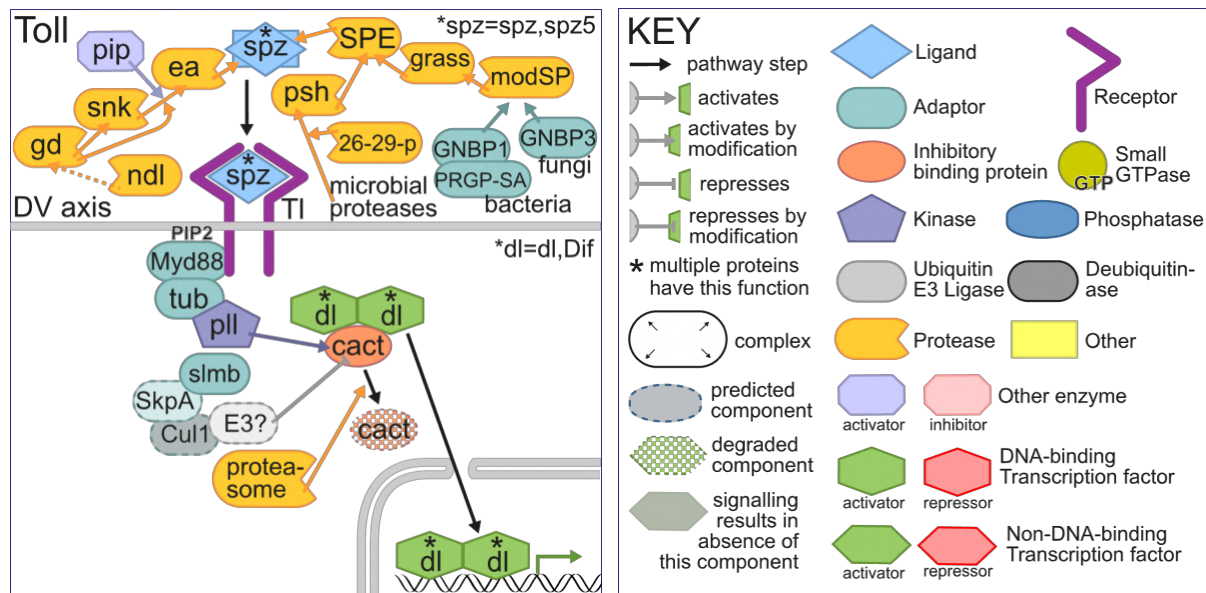 Toll
*spz=spz,spz5
pip
*
spz
SPE
ea
grass
modSP
snk
psh
gd
26-29-p
GNBP1
GNBP3
fungi
ndl
*
spz
PRGP-SA
bacteria
microbial
proteases
DV axis
Tl
PIP2
*dl=dl,Dif
Myd88
tub
pll
*
dl
*
dl
cact
slmb
SkpA
Cul1
E3?
cact
protea-
some
*
dl
*
dl
KEY
pathway step
activates
activates by
modification
represses
represses by
modification
* multiple proteins
have this function
complex
predicted
component
degraded
component
signalling
results in
absence of
this component
Ligand
Adaptor
Inhibitory
binding protein
Kinase
Ubiquitin
E3 Ligase
Protease
Receptor
GTP
Small
GTPase
Phosphatase
Deubiquitin-
ase
Other
Other enzyme
activator
inhibitor
DNA-binding
Transcription factor
activator
repressor
Non-DNA-binding
Transcription factor
activator
repressor